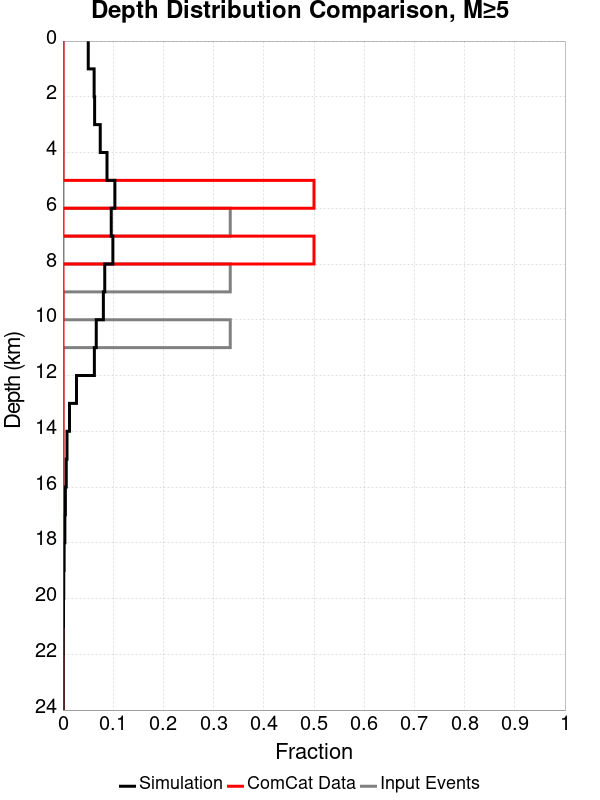 Depth Distribution Comparison, M≥5
0
2
4
6
8
10
12
14
16
18
20
22
24
Depth (km)
0 0.1 0.2 0.3 0.4 0.5 0.6 0.7 0.8 0.9 1
Fraction
Simulation ComCat Data Input Events